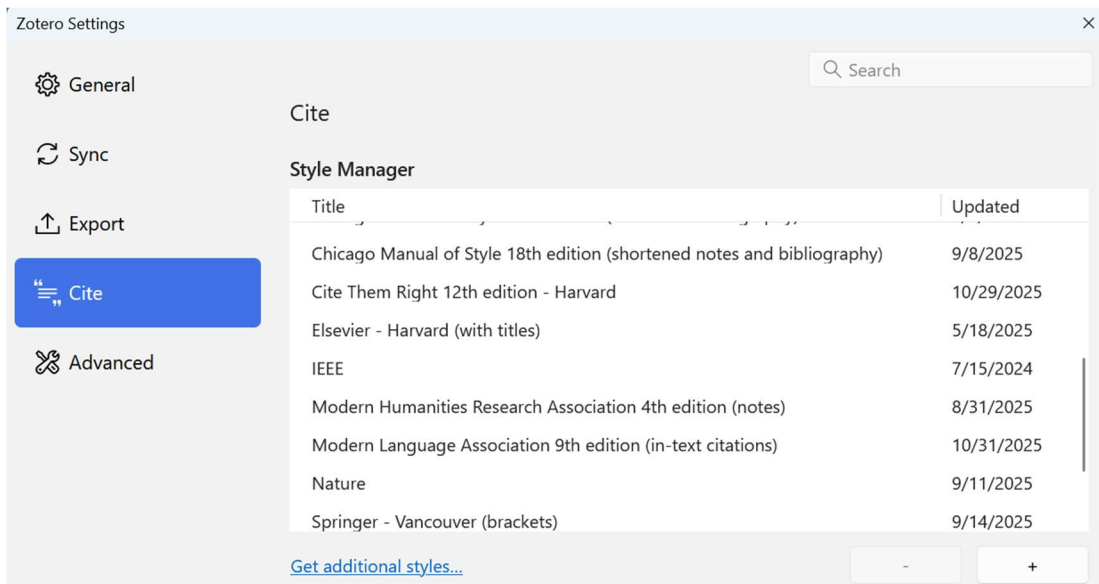 Zotero Settings
General
Sync
Export
Cite
Advanced
Search
Cite
Style Manager
Title Updated
Chicago Manual of Style 18th edition (shortened notes and bibliography) 9/8/2025
Cite Them Right 12th edition - Harvard 10/29/2025
Elsevier - Harvard (with titles) 5/18/2025
IEEE 7/15/2024
Modern Humanities Research Association 4th edition (notes) 8/31/2025
Modern Language Association 9th edition (in-text citations) 10/31/2025
Nature 9/11/2025
Springer - Vancouver (brackets) 9/14/2025
Get additional styles...
- +